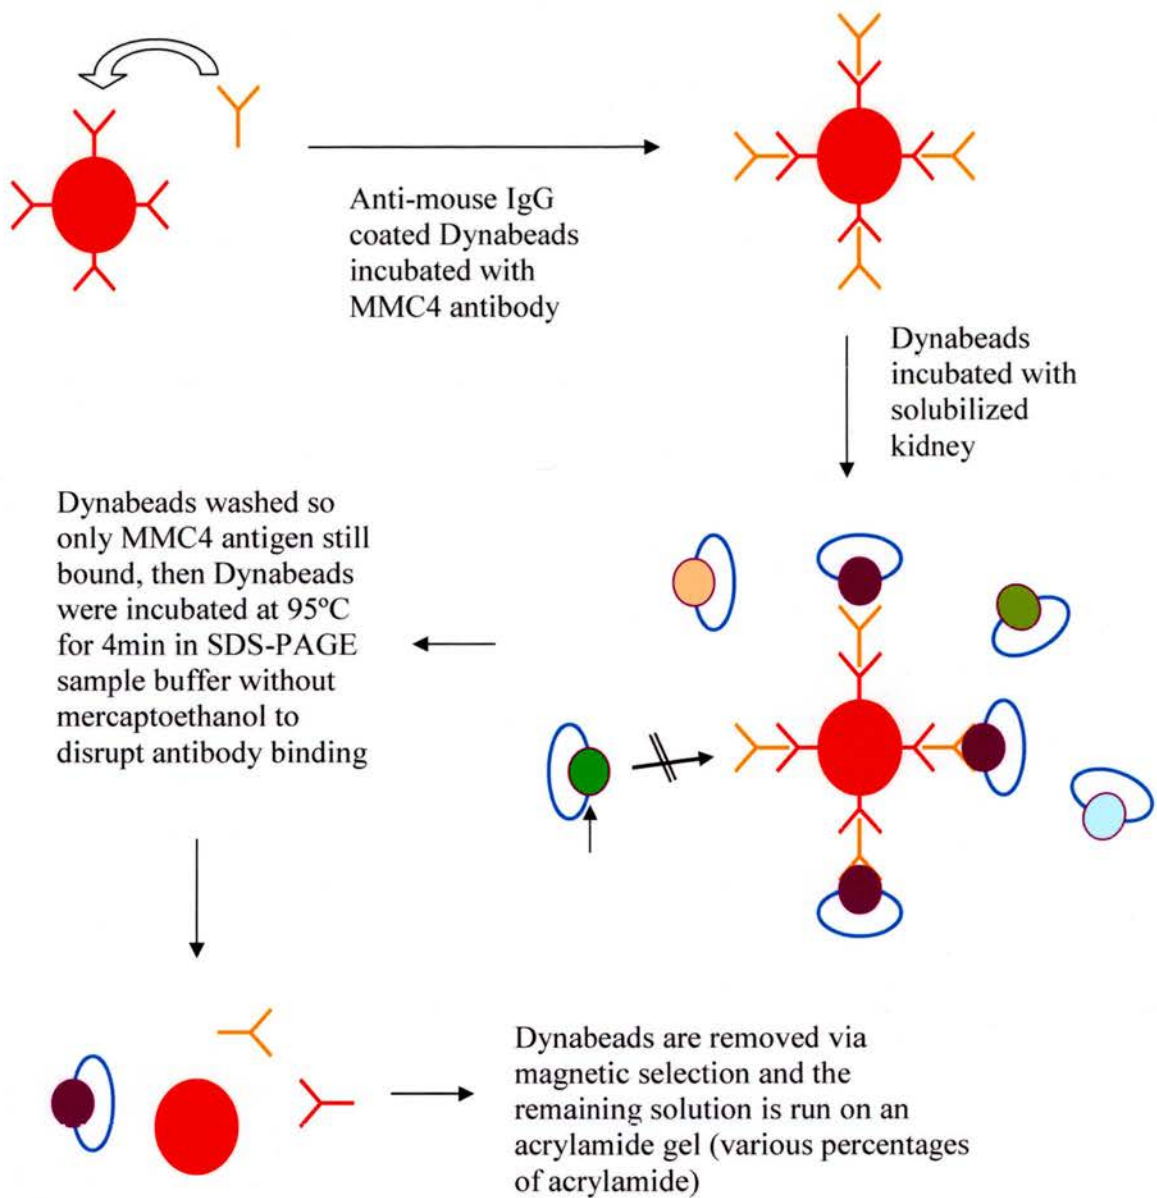 Anti-mouse IgG
coated Dynabeads
incubated with
MMC4 antibody
Dynabeads
incubated with
solubilized
kidney
Dynabeads washed so
only MMC4 antigen still
bound, then Dynabeads
were incubated at 95ºC
for 4min in SDS-PAGE
sample buffer without
mercaptoethanol to
disrupt antibody binding
Dynabeads are removed via
magnetic selection and the
remaining solution is run on an
acrylamide gel (various percentages
of acrylamide)